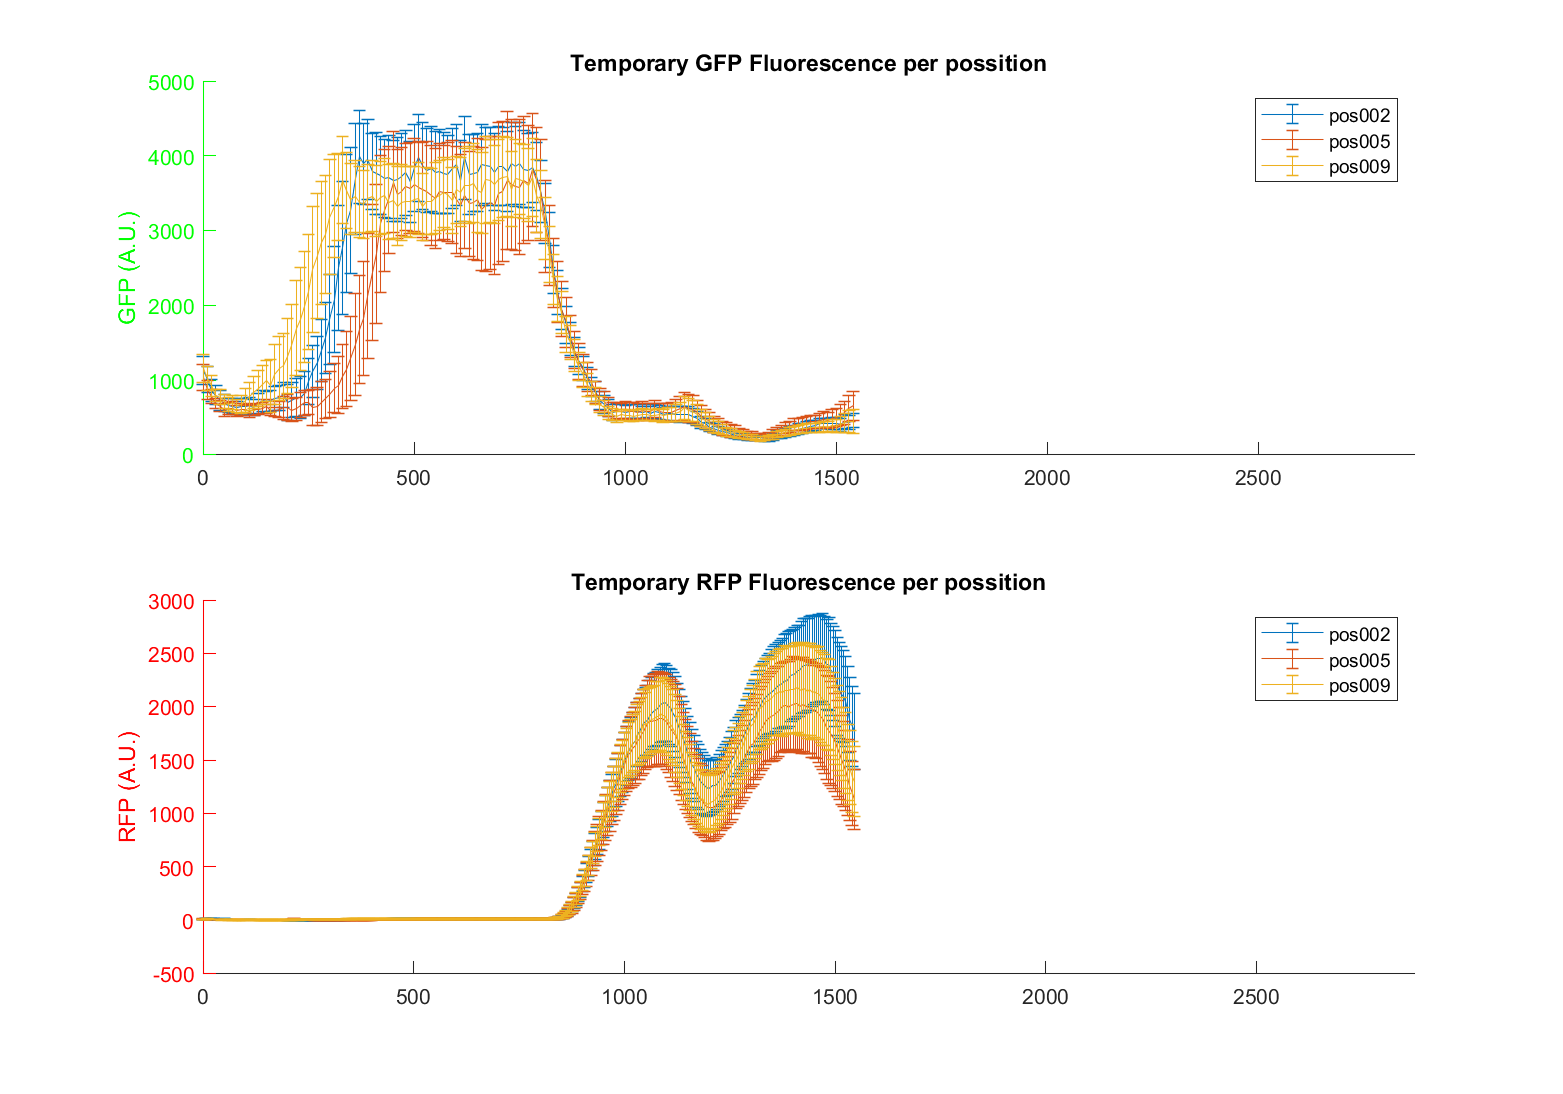 Temporary GFP Fluorescence per possition
5000
4000
3000
2000
1000
0
GFP (A.U.)
0 500 1000 1500 2000 2500
pos002
pos005
pos009
Temporary RFP Fluorescence per possition
3000
2500
2000
1500
1000
500
0
-500
RFP (A.U.)
0 500 1000 1500 2000 2500
pos002
pos005
pos009